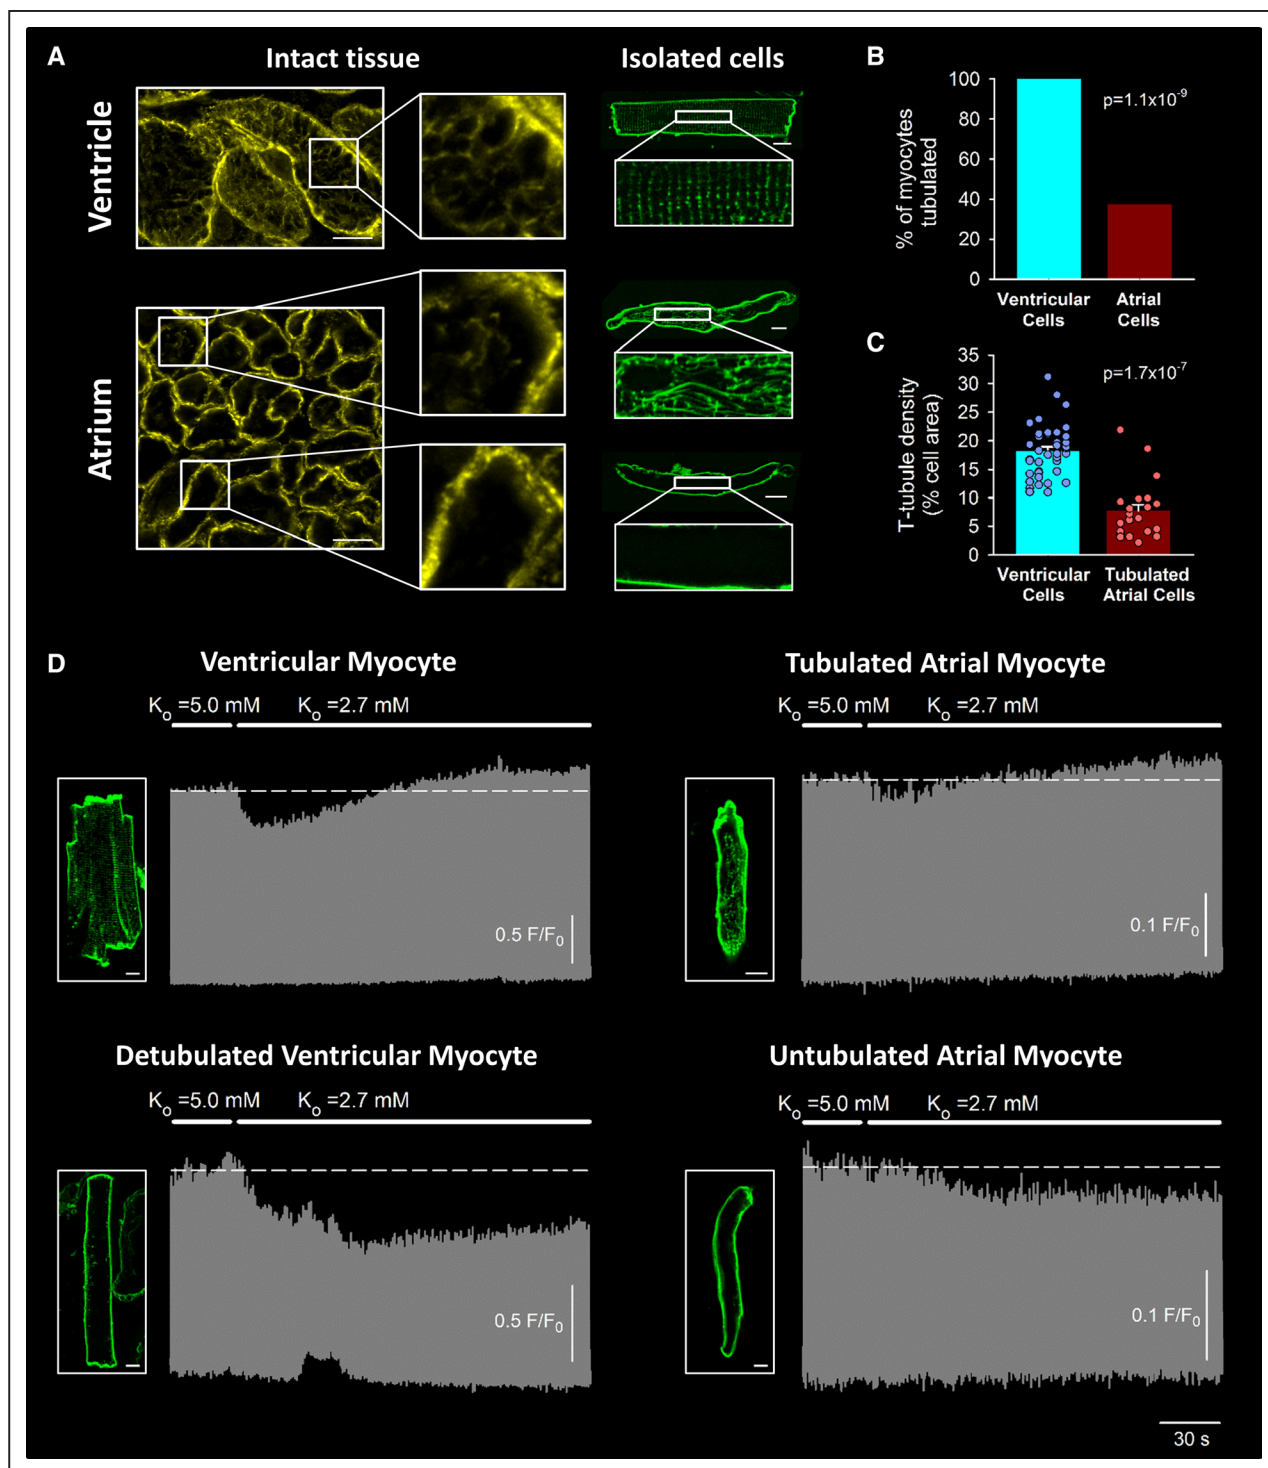 A
Intact tissue
Isolated cells
Ventricle
Atrium
B
% of myocytes
tubulated
100
80
60
40
20
0
p=1.1x10⁻⁹
Ventricular
Cells
Atrial
Cells
C
T-tubule density
(% cell area)
35
30
25
20
15
10
5
0
p=1.7x10⁻⁷
Ventricular
Cells
Tubulated
Atrial Cells
D
Ventricular Myocyte
Kₒ =5.0 mM
Kₒ =2.7 mM
0.5 F/F₀
Tubulated Atrial Myocyte
Kₒ =5.0 mM
Kₒ =2.7 mM
0.1 F/F₀
Detubulated Ventricular Myocyte
Kₒ =5.0 mM
Kₒ =2.7 mM
0.5 F/F₀
Untubulated Atrial Myocyte
Kₒ =5.0 mM
Kₒ =2.7 mM
0.1 F/F₀
30 s